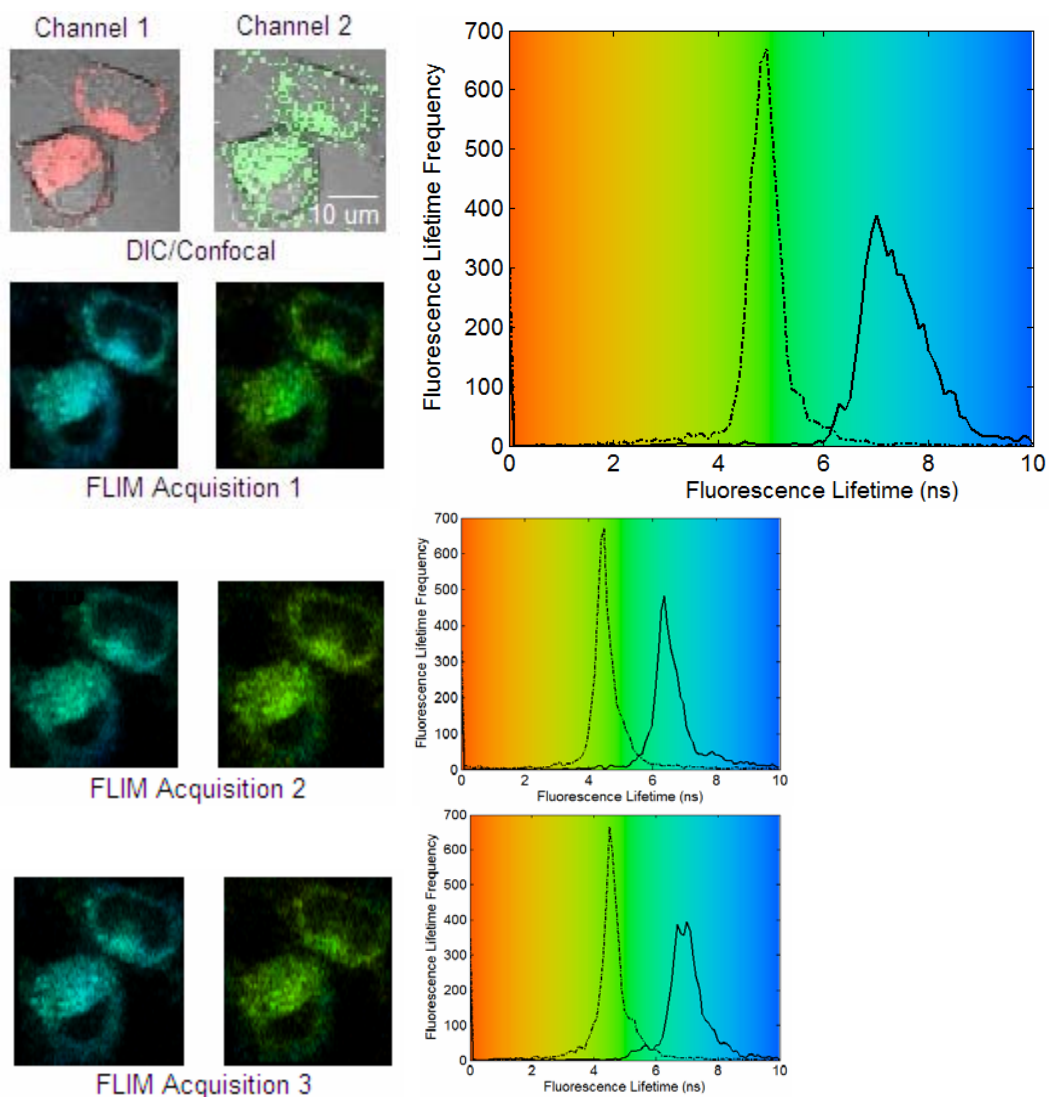 Channel 1 Channel 2
10 um
DIC/Confocal
FLIM Acquisition 1
700
600
500
400
300
200
100
0
0 2 4 6 8 10
Fluorescence Lifetime Frequency
Fluorescence Lifetime (ns)
FLIM Acquisition 2
700
600
500
400
300
200
100
0
0 2 4 6 8 10
Fluorescence Lifetime Frequency
Fluorescence Lifetime (ns)
FLIM Acquisition 3
700
600
500
400
300
200
100
0
0 2 4 6 8 10
Fluorescence Lifetime Frequency
Fluorescence Lifetime (ns)